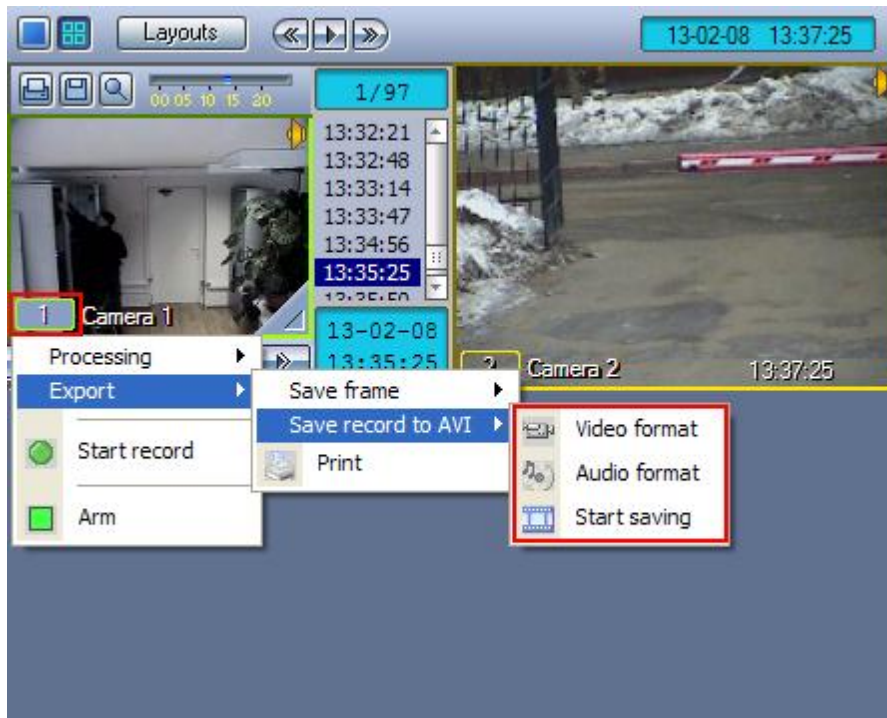 Layouts
13-02-08 13:37:25
00 05 10 15 20
1/97
13:32:21
13:32:48
13:33:14
13:33:47
13:34:56
13:35:25
13:35:50
1 Camera 1
13-02-08
13:35:25
2 Camera 2 13:37:25
Processing
Export
Start record
Arm
Save frame
Save record to AVI
Print
Video format
Audio format
Start saving